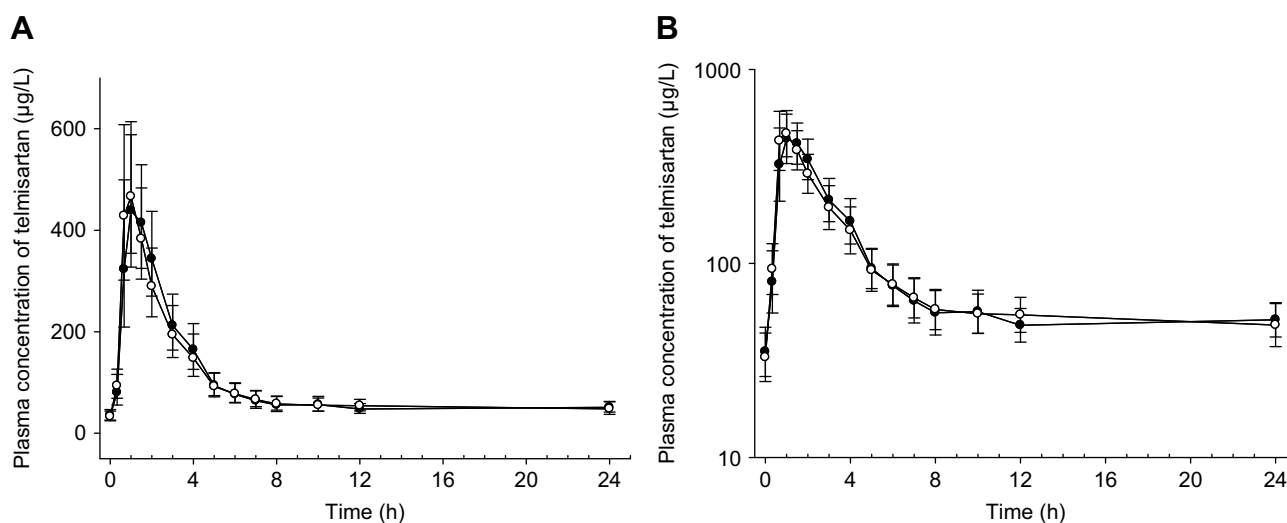 A
Plasma concentration of telmisartan (µg/L)
600
400
200
0
0 4 8 12 16 20 24
Time (h)
B
Plasma concentration of telmisartan (µg/L)
1000
100
10
0 4 8 12 16 20 24
Time (h)